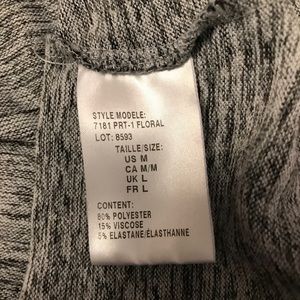 STYLE MODELE:
7181 PRT-1 FLORAL
LOT: 8593
TAILLE/SIZE:
US M
CA M/M
UK L
FR L
CONTENT:
80% POLYESTER
15% VISCOSE
5% ELASTANE/ELASTHANNE